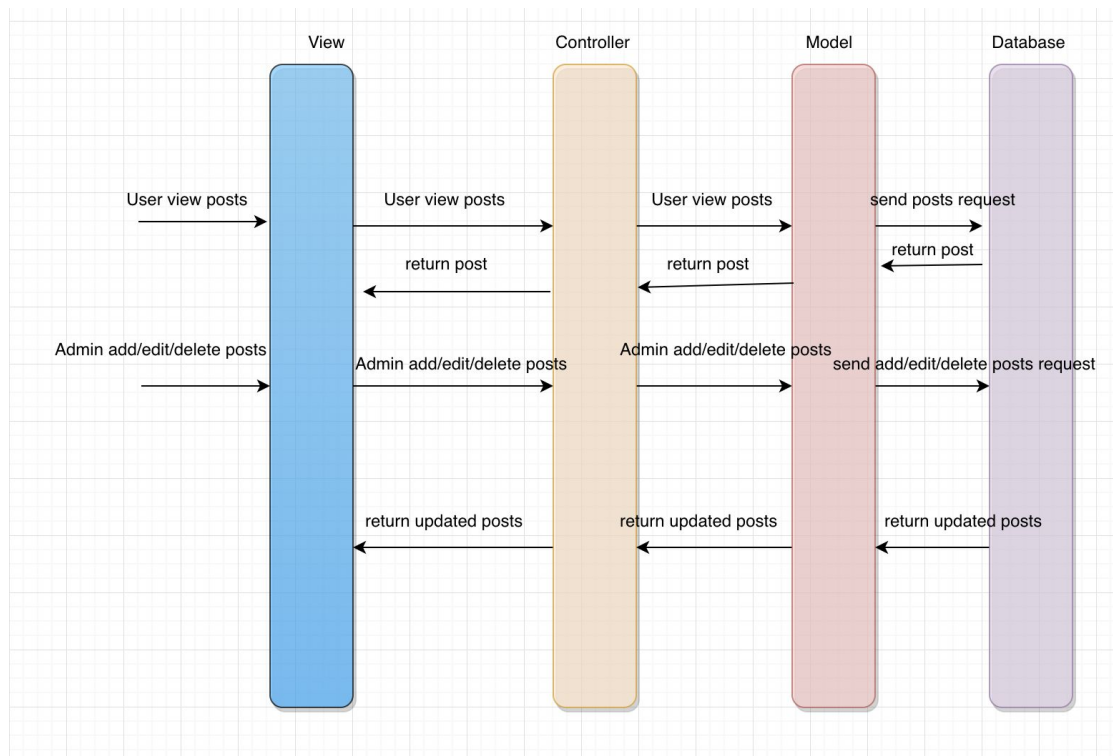 View
Controller
Model
Database
User view posts
User view posts
User view posts
send posts request
return post
return post
return post
Admin add/edit/delete posts
Admin add/edit/delete posts
Admin add/edit/delete posts
send add/edit/delete posts request
return updated posts
return updated posts
return updated posts